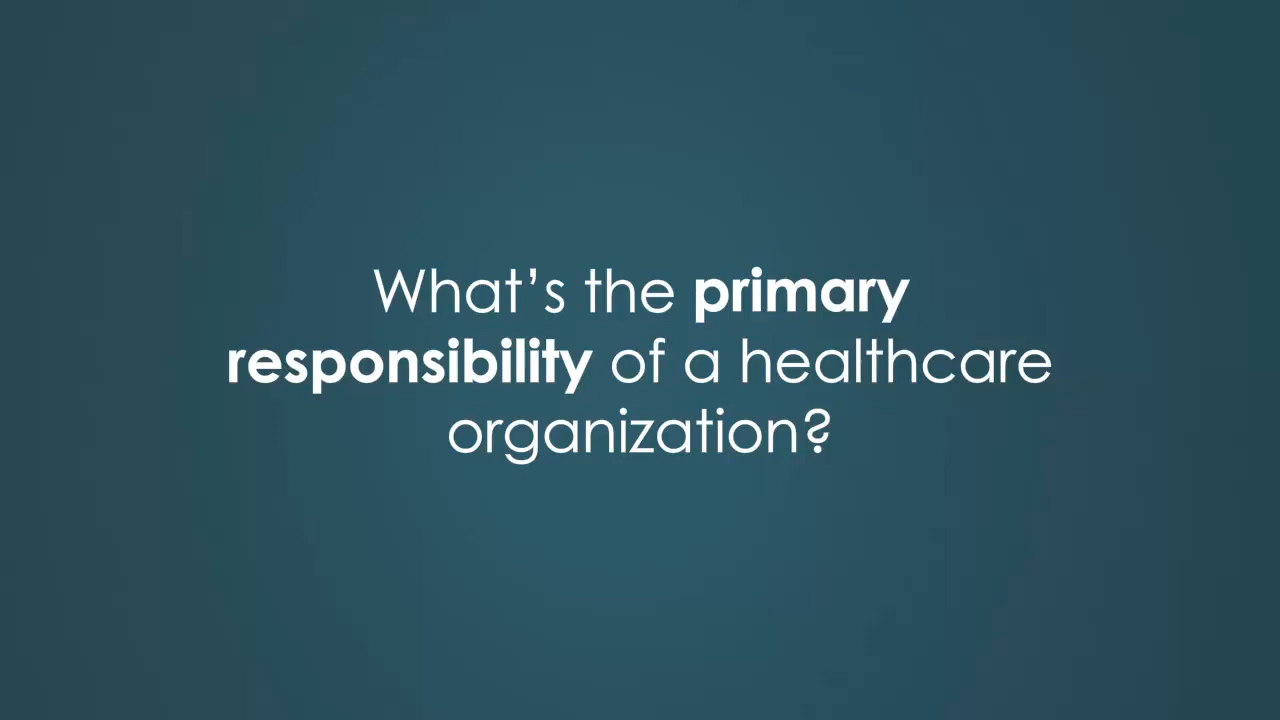 What’s the primary
responsibility of a healthcare
organization?